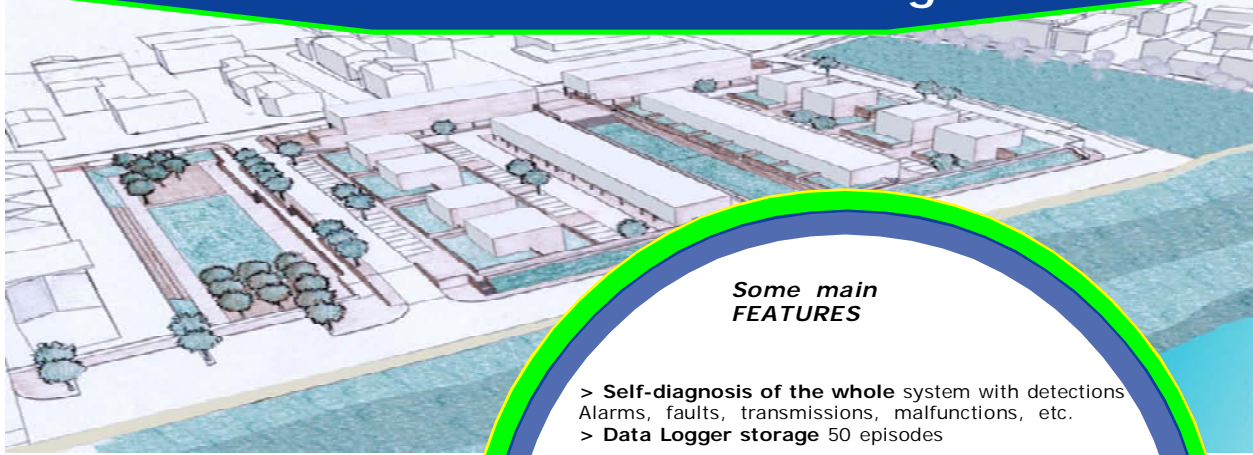 Some main
FEATURES
> Self-diagnosis of the whole system with detections
Alarms, faults, transmissions, malfunctions, etc.
> Data Logger storage 50 episodes